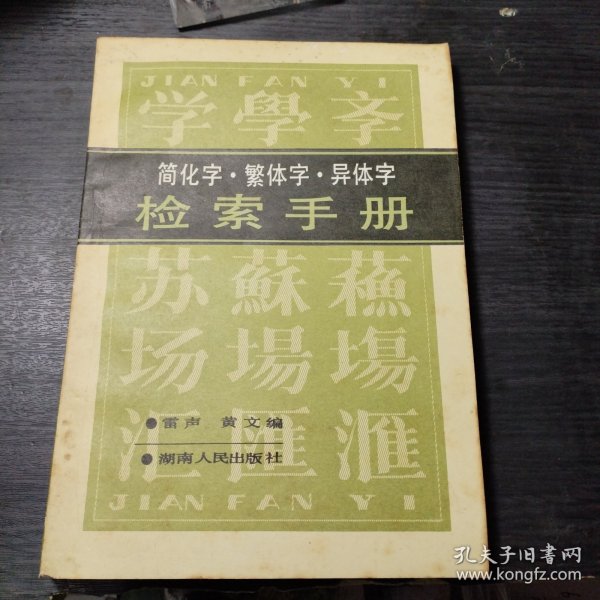 JIAN FAN YI
学 學 斈
简化字·繁体字·异体字
检索手册
苏 蘇 蘓
场 場 塲
汇 匯 滙
●雷声 黄文编
●湖南人民出版社
JIAN FAN YI
孔夫子旧书网
www.kongfz.com